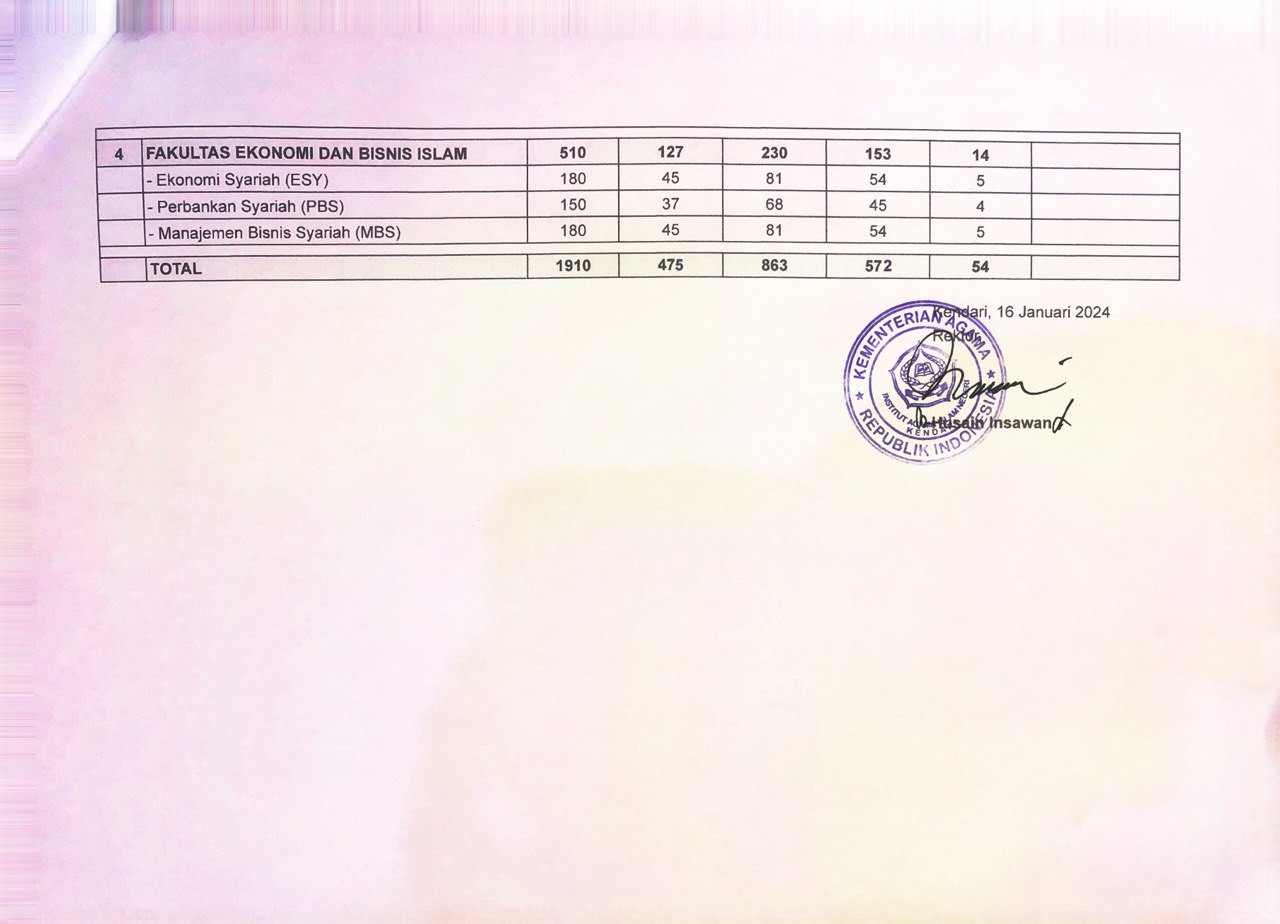 4 FAKULTAS EKONOMI DAN BISNIS ISLAM 510 127 230 153 14
- Ekonomi Syariah (ESY) 180 45 81 54 5
- Perbankan Syariah (PBS) 150 37 68 45 4
- Manajemen Bisnis Syariah (MBS) 180 45 81 54 5
TOTAL 1910 475 863 572 54
Kendari, 16 Januari 2024
Rektor
Husain Insawan
KEMENTERIAN AGAMA
INSTITUT AGAMA ISLAM NEGERI
KENDARI
REPUBLIK INDONESIA